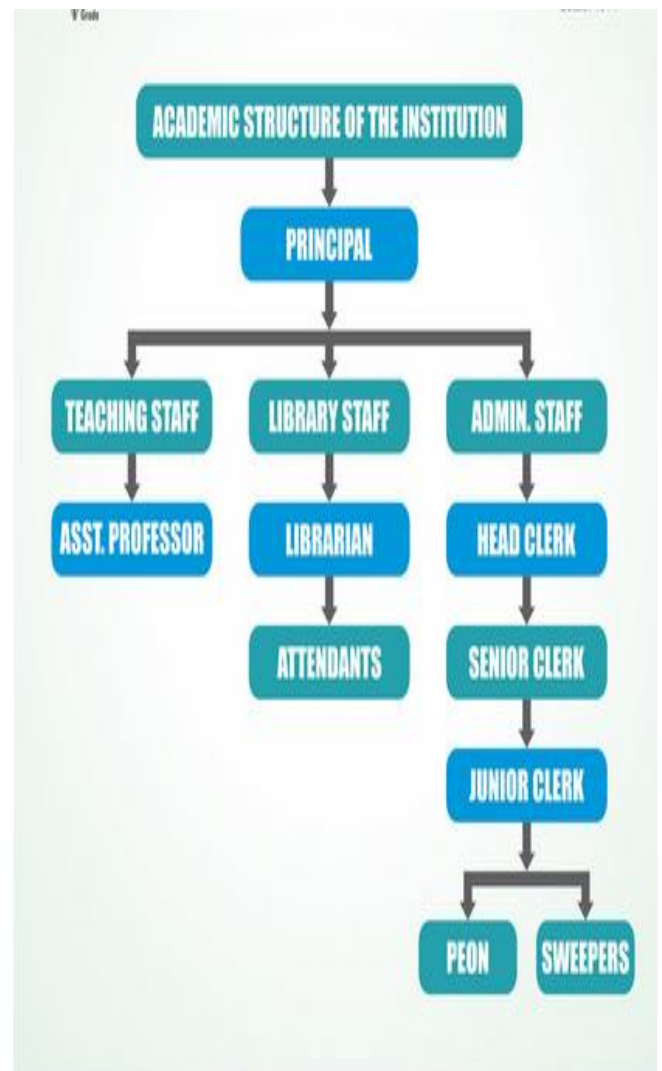 'B' Grade
ACADEMIC STRUCTURE OF THE INSTITUTION
PRINCIPAL
TEACHING STAFF
LIBRARY STAFF
ADMIN. STAFF
ASST. PROFESSOR
LIBRARIAN
HEAD CLERK
ATTENDANTS
SENIOR CLERK
JUNIOR CLERK
PEON
SWEEPERS